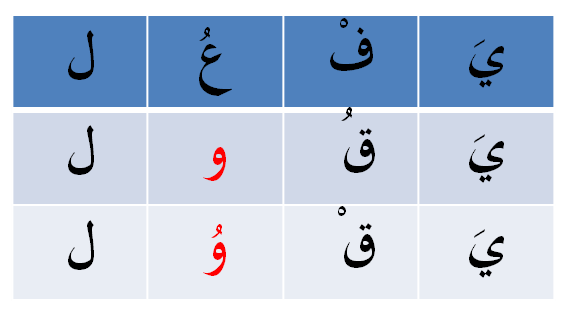 يَ فْ عُ ل
يَ قُ و ل
يَ قْ وُ ل